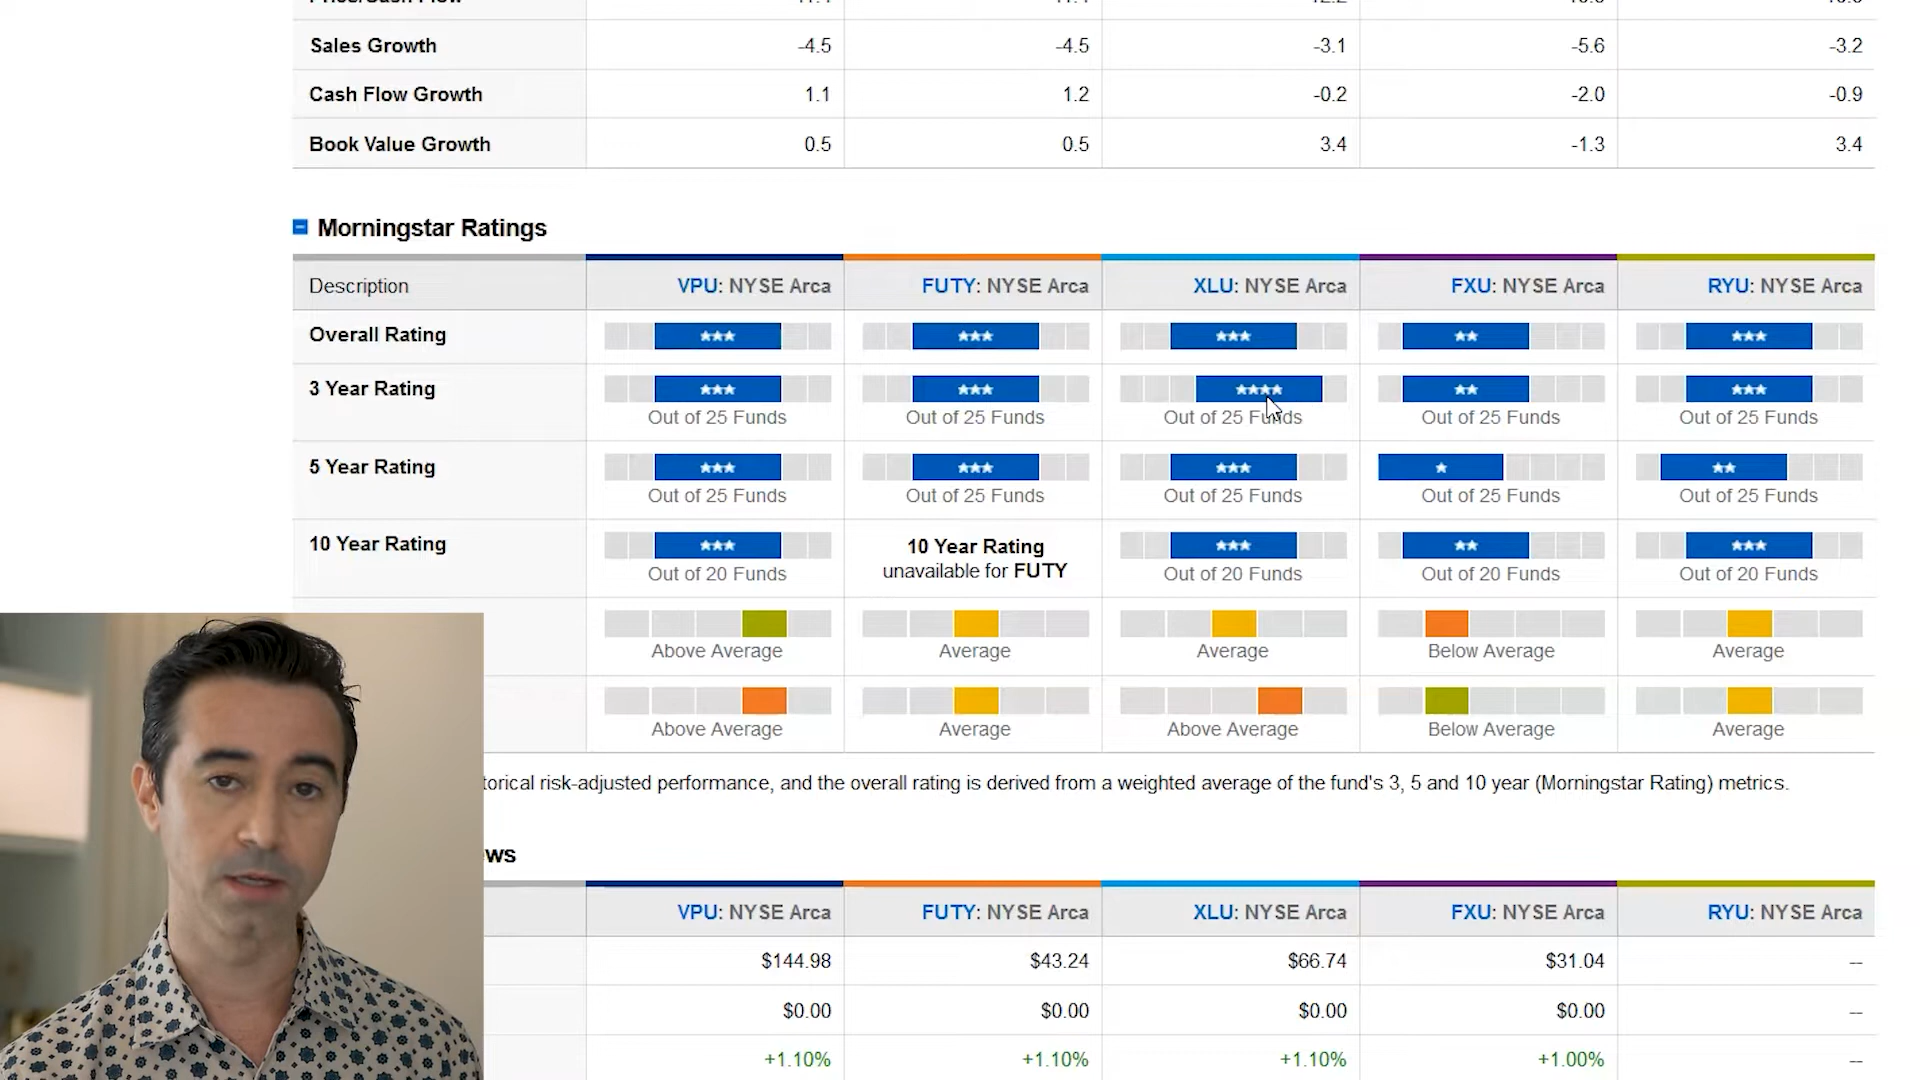 Sales Growth -4.5 -4.5 -3.1 -5.6 -3.2
Cash Flow Growth 1.1 1.2 -0.2 -2.0 -0.9
Book Value Growth 0.5 0.5 3.4 -1.3 3.4
Morningstar Ratings
Description VPU: NYSE Arca FUTY: NYSE Arca XLU: NYSE Arca FXU: NYSE Arca RYU: NYSE Arca
Overall Rating ★★★ ★★★ ★★★ ★★ ★★★
3 Year Rating ★★★ ★★★ ★★★★ ★★ ★★★
Out of 25 Funds Out of 25 Funds Out of 25 Funds Out of 25 Funds Out of 25 Funds
5 Year Rating ★★★ ★★★ ★★★ ★ ★★
Out of 25 Funds Out of 25 Funds Out of 25 Funds Out of 25 Funds Out of 25 Funds
10 Year Rating ★★★ 10 Year Rating ★★★ ★★ ★★★
Out of 20 Funds unavailable for FUTY Out of 20 Funds Out of 20 Funds Out of 20 Funds
Above Average Average Average Below Average Average
Above Average Average Above Average Below Average Average
torical risk-adjusted performance, and the overall rating is derived from a weighted average of the fund's 3, 5 and 10 year (Morningstar Rating) metrics.
ws
VPU: NYSE Arca FUTY: NYSE Arca XLU: NYSE Arca FXU: NYSE Arca RYU: NYSE Arca
$144.98 $43.24 $66.74 $31.04 --
$0.00 $0.00 $0.00 $0.00 --
+1.10% +1.10% +1.10% +1.00% --